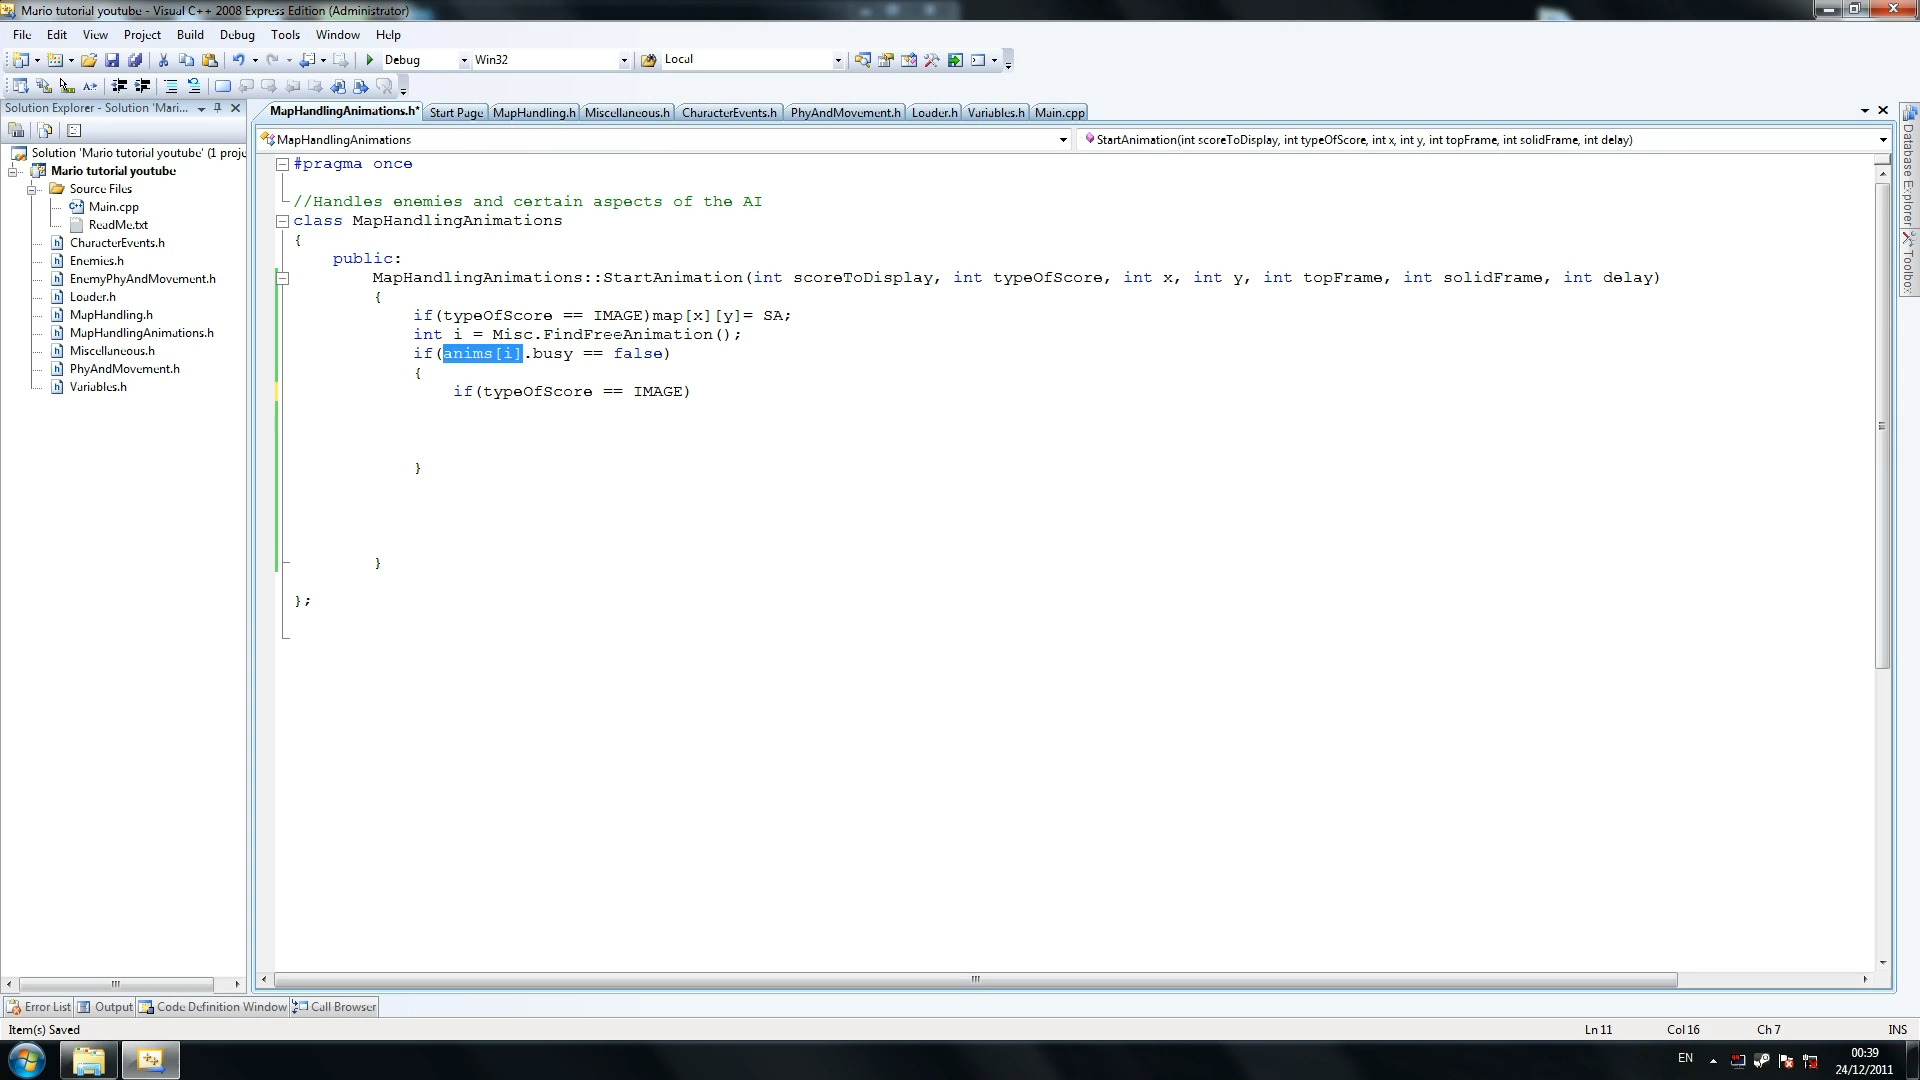 Mario tutorial youtube - Visual C++ 2008 Express Edition (Administrator)
File Edit View Project Build Debug Tools Window Help
Debug Win32 Local
Solution Explorer - Solution 'Mari...
MapHandlingAnimations.h* Start Page MapHandling.h Miscellaneous.h CharacterEvents.h PhyAndMovement.h Loader.h Variables.h Main.cpp
MapHandlingAnimations StartAnimation(int scoreToDisplay, int typeOfScore, int x, int y, int topFrame, int solidFrame, int delay)
Solution 'Mario tutorial youtube' (1 proje
Mario tutorial youtube
Source Files
Main.cpp
ReadMe.txt
CharacterEvents.h
Enemies.h
EnemyPhyAndMovement.h
Loader.h
MapHandling.h
MapHandlingAnimations.h
Miscellaneous.h
PhyAndMovement.h
Variables.h
#pragma once
//Handles enemies and certain aspects of the AI
class MapHandlingAnimations
{
public:
MapHandlingAnimations::StartAnimation(int scoreToDisplay, int typeOfScore, int x, int y, int topFrame, int solidFrame, int delay)
{
if(typeOfScore == IMAGE)map[x][y]= SA;
int i = Misc.FindFreeAnimation();
if(anims[i].busy == false)
{
if(typeOfScore == IMAGE)
}
}
};
Database Explorer
Toolbox
Error List Output Code Definition Window Call Browser
Item(s) Saved Ln 11 Col 16 Ch 7 INS
EN 00:39
24/12/2011